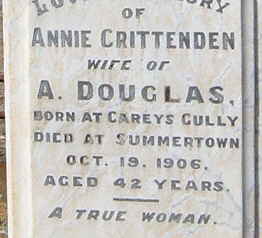 OF
ANNIE CRITTENDEN
WIFE OF
A. DOUGLAS,
BORN AT CAREYS GULLY
DIED AT SUMMERTOWN
OCT. 19. 1906.
AGED 42 YEARS.
A TRUE WOMAN.